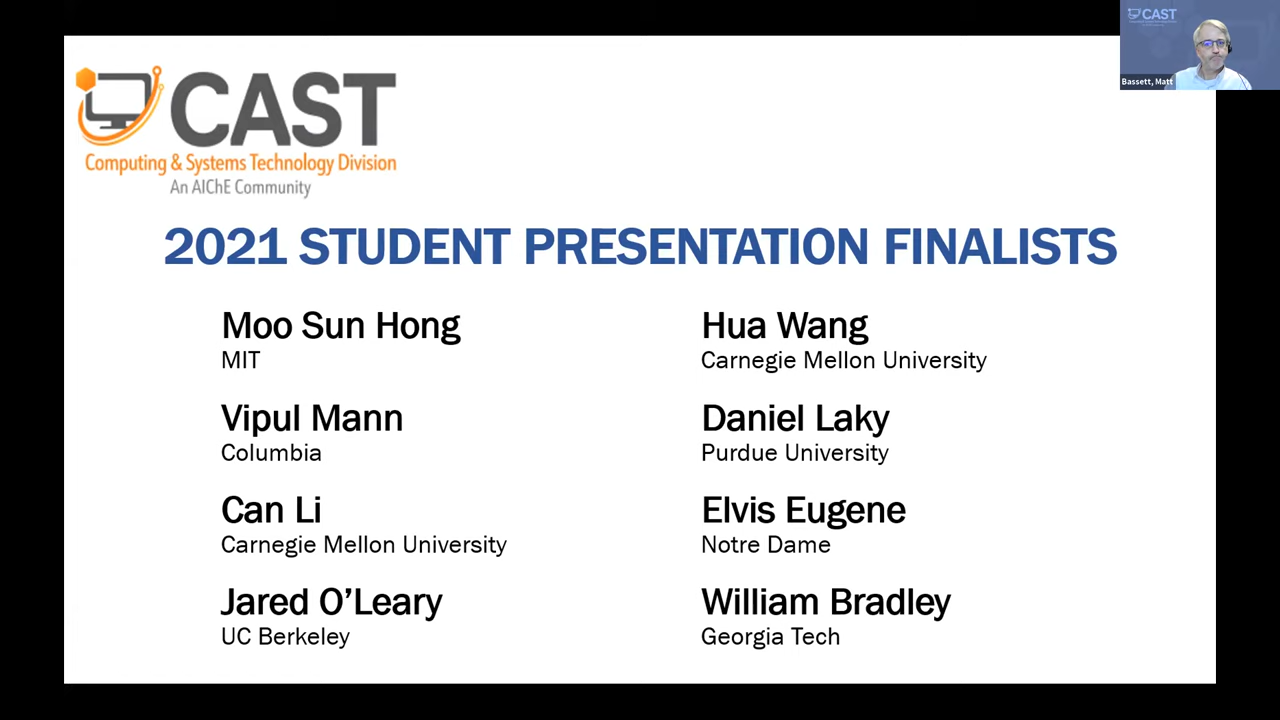 CAST
Bassett, Matt
CAST
Computing & Systems Technology Division
An AIChE Community
2021 STUDENT PRESENTATION FINALISTS
Moo Sun Hong
MIT
Vipul Mann
Columbia
Can Li
Carnegie Mellon University
Jared O’Leary
UC Berkeley
Hua Wang
Carnegie Mellon University
Daniel Laky
Purdue University
Elvis Eugene
Notre Dame
William Bradley
Georgia Tech